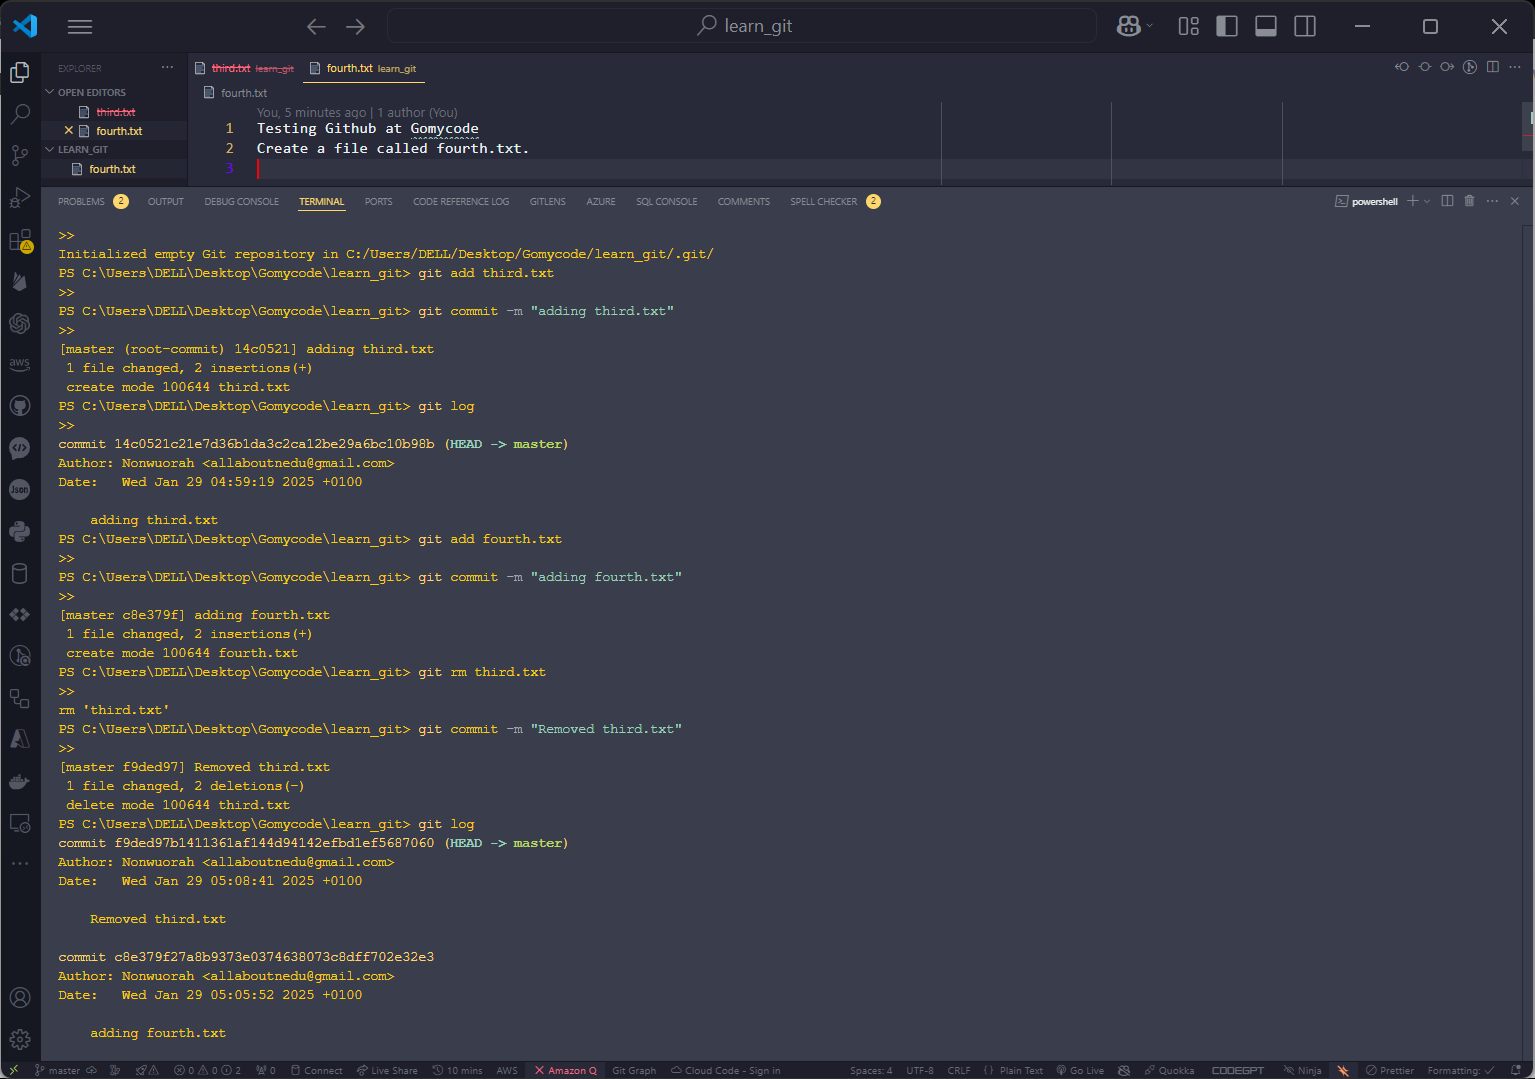 learn_git
EXPLORER
OPEN EDITORS
third.txt
fourth.txt
LEARN_GIT
fourth.txt
third.txt learn_git
fourth.txt learn_git
fourth.txt
You, 5 minutes ago | 1 author (You)
1 Testing Github at Gomycode
2 Create a file called fourth.txt.
3
PROBLEMS 2 OUTPUT DEBUG CONSOLE TERMINAL PORTS CODE REFERENCE LOG GITLENS AZURE SQL CONSOLE COMMENTS SPELL CHECKER 2 powershell
>>
Initialized empty Git repository in C:/Users/DELL/Desktop/Gomycode/learn_git/.git/
PS C:\Users\DELL\Desktop\Gomycode\learn_git> git add third.txt
>>
PS C:\Users\DELL\Desktop\Gomycode\learn_git> git commit -m "adding third.txt"
>>
[master (root-commit) 14c0521] adding third.txt
1 file changed, 2 insertions(+)
create mode 100644 third.txt
PS C:\Users\DELL\Desktop\Gomycode\learn_git> git log
>>
commit 14c0521c21e7d36b1da3c2ca12be29a6bc10b98b (HEAD -> master)
Author: Nonwuorah <allaboutnedu@gmail.com>
Date:   Wed Jan 29 04:59:19 2025 +0100
adding third.txt
PS C:\Users\DELL\Desktop\Gomycode\learn_git> git add fourth.txt
>>
PS C:\Users\DELL\Desktop\Gomycode\learn_git> git commit -m "adding fourth.txt"
>>
[master c8e379f] adding fourth.txt
1 file changed, 2 insertions(+)
create mode 100644 fourth.txt
PS C:\Users\DELL\Desktop\Gomycode\learn_git> git rm third.txt
>>
rm 'third.txt'
PS C:\Users\DELL\Desktop\Gomycode\learn_git> git commit -m "Removed third.txt"
>>
[master f9ded97] Removed third.txt
1 file changed, 2 deletions(-)
delete mode 100644 third.txt
PS C:\Users\DELL\Desktop\Gomycode\learn_git> git log
commit f9ded97b1411361af144d94142efbd1ef5687060 (HEAD -> master)
Author: Nonwuorah <allaboutnedu@gmail.com>
Date:   Wed Jan 29 05:08:41 2025 +0100
Removed third.txt
commit c8e379f27a8b9373e0374638073c8dff702e32e3
Author: Nonwuorah <allaboutnedu@gmail.com>
Date:   Wed Jan 29 05:05:52 2025 +0100
adding fourth.txt
aws
Json
master 0 0 2 0 Connect Live Share 10 mins AWS Amazon Q Git Graph Cloud Code - Sign in Spaces: 4 UTF-8 CRLF Plain Text Go Live Quokka CODEGPT Ninja Prettier Formatting: